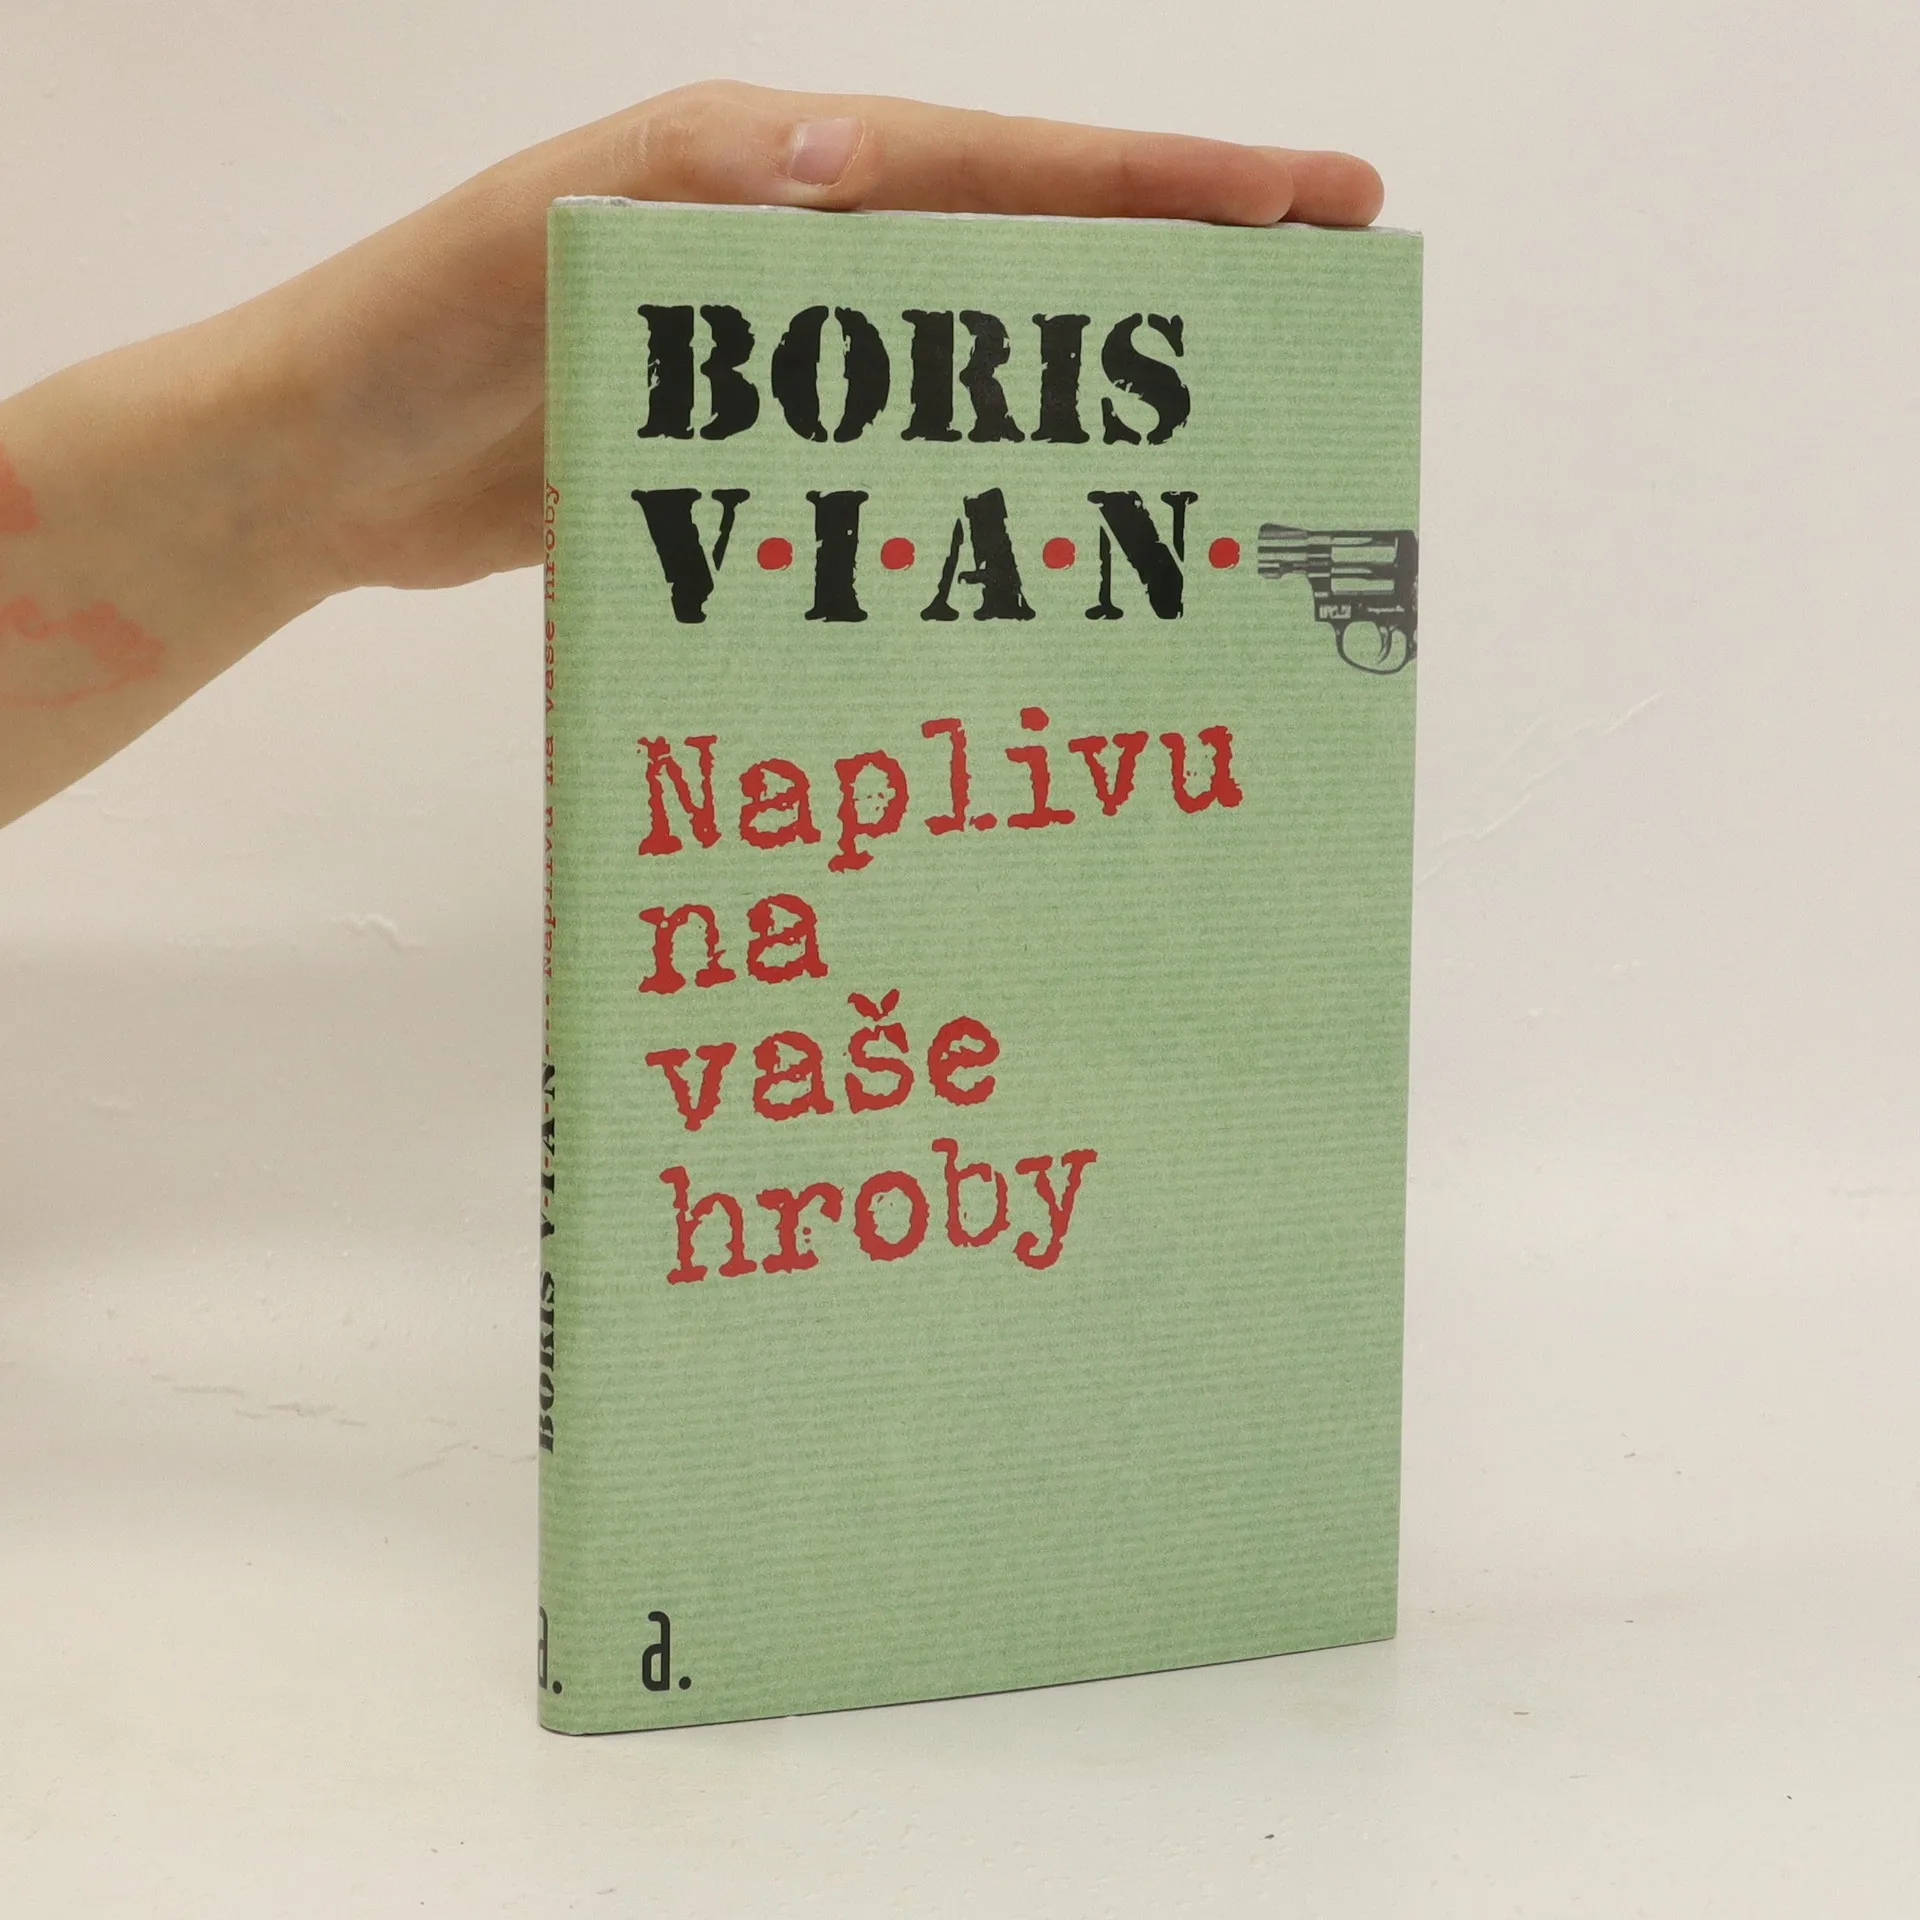 BORIS
V•I•A•N•
Naplivu
na
vaše
hroby
a.
BORIS V•I•A•N••• Naplivu na vaše hroby
a.